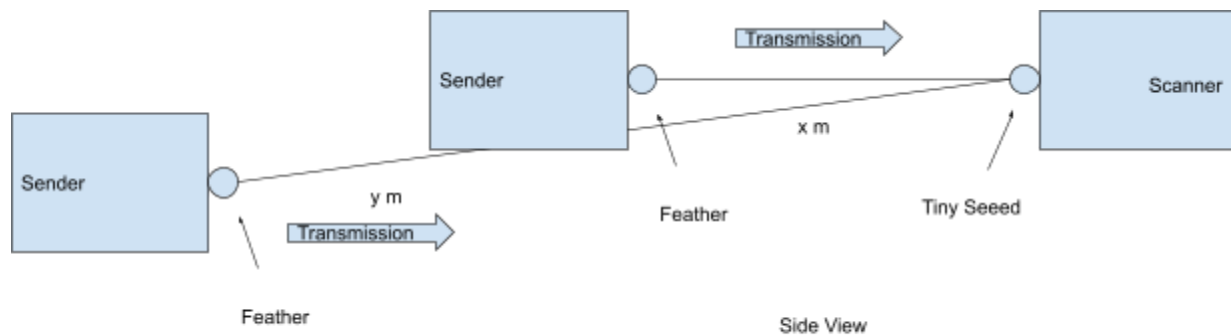 Transmission
Sender
Scanner
x m
Sender
y m
Tiny Seeed
Feather
Transmission
Feather
Side View